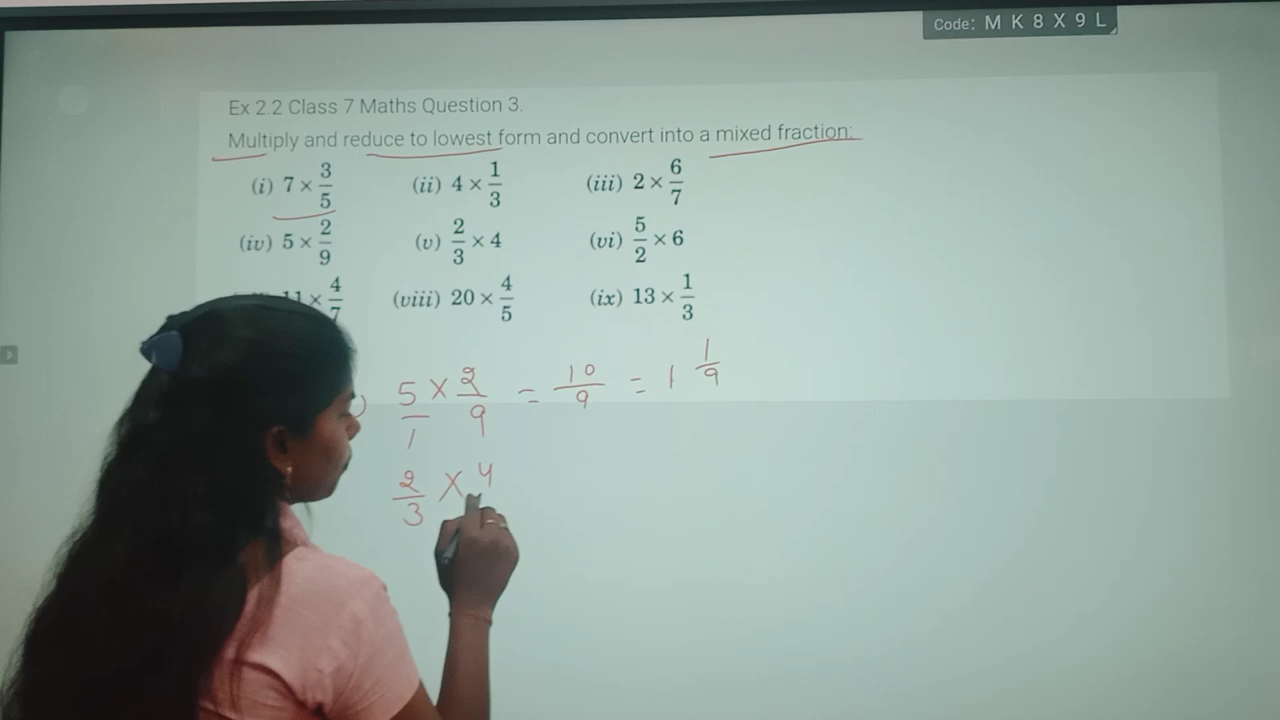 Code: M K 8 X 9 L
Ex 2.2 Class 7 Maths Question 3.
Multiply and reduce to lowest form and convert into a mixed fraction:
(i) 7 × 3/5 (ii) 4 × 1/3 (iii) 2 × 6/7
(iv) 5 × 2/9 (v) 2/3 × 4 (vi) 5/2 × 6
11 × 4/7 (viii) 20 × 4/5 (ix) 13 × 1/3
) 5/1 × 2/9 = 10/9 = 1 1/9
2/3 × 4